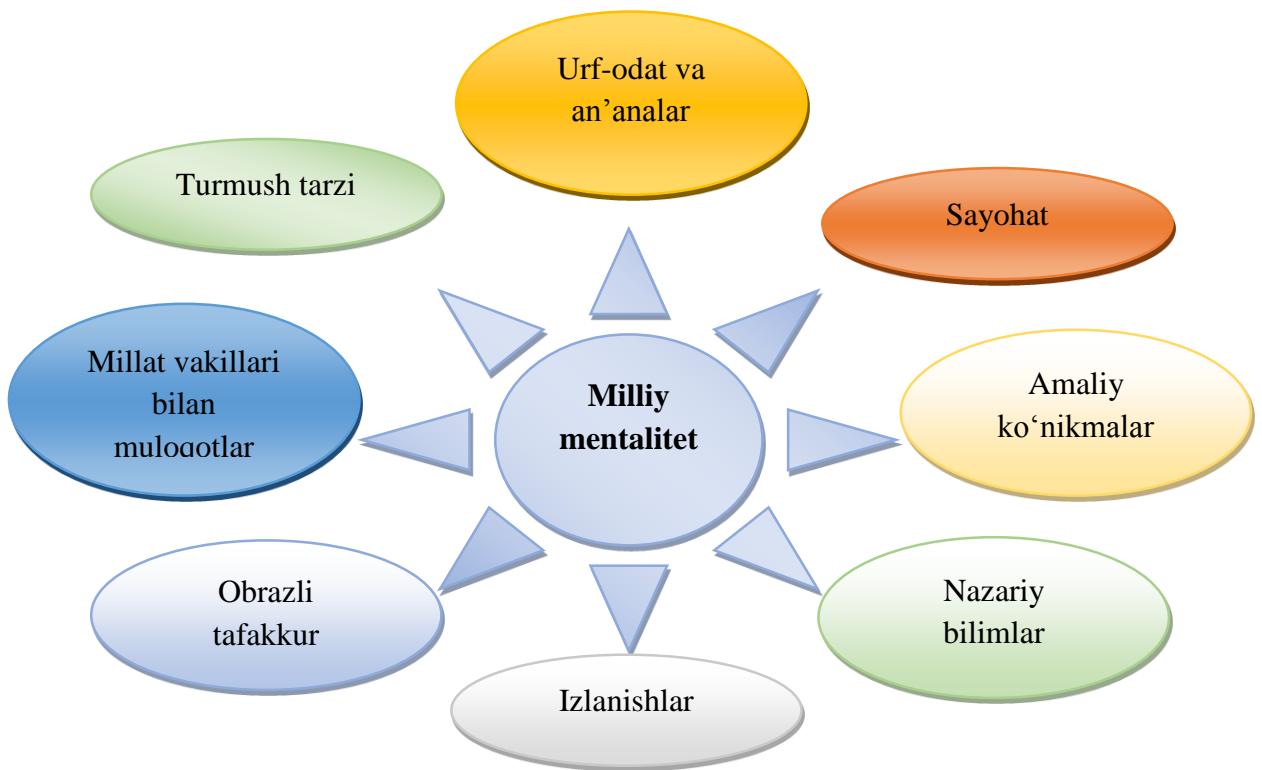 Urf-odat va
an’analar
Turmush tarzi
Sayohat
Millat vakillari
bilan
muloqotlar
Milliy
mentalitet
Amaliy
ko‘nikmalar
Obrazli
tafakkur
Nazariy
bilimlar
Izlanishlar